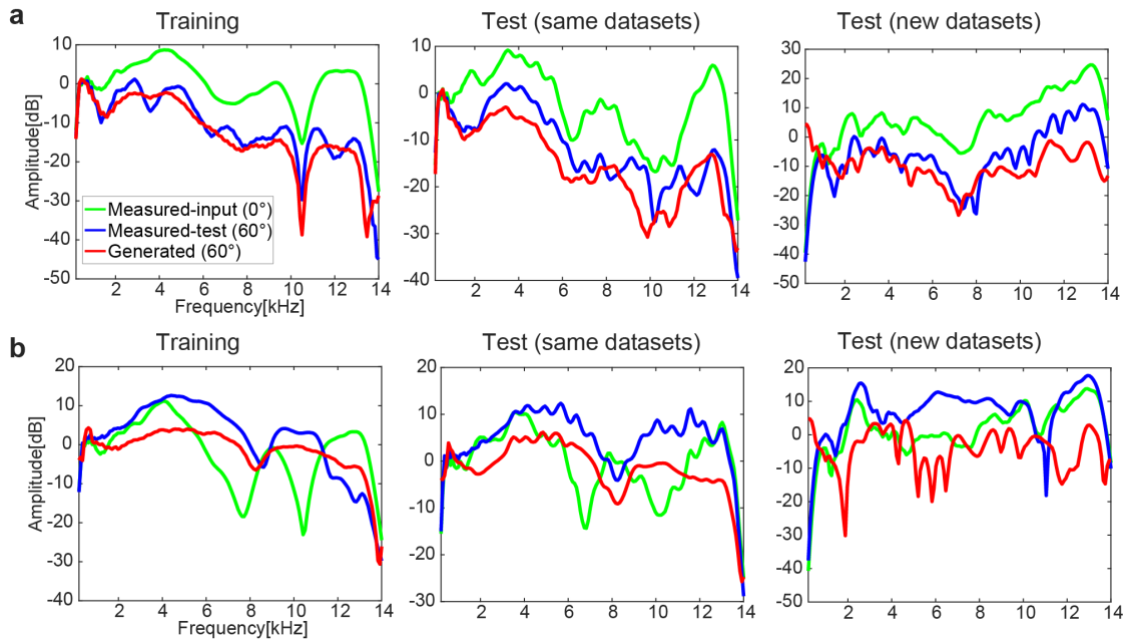 a
Training
Test (same datasets)
Test (new datasets)
Amplitude[dB]
10
0
-10
-20
-30
-40
-50
Measured-input (0°)
Measured-test (60°)
Generated (60°)
2 4 6 8 10 12 14
Frequency[kHz]
10
0
-10
-20
-30
-40
2 4 6 8 10 12 14
30
20
10
0
-10
-20
-30
-40
-50
2 4 6 8 10 12 14
b
Training
Test (same datasets)
Test (new datasets)
Amplitude[dB]
20
10
0
-10
-20
-30
-40
2 4 6 8 10 12 14
Frequency[kHz]
20
10
0
-10
-20
-30
2 4 6 8 10 12 14
20
10
0
-10
-20
-30
-40
-50
2 4 6 8 10 12 14